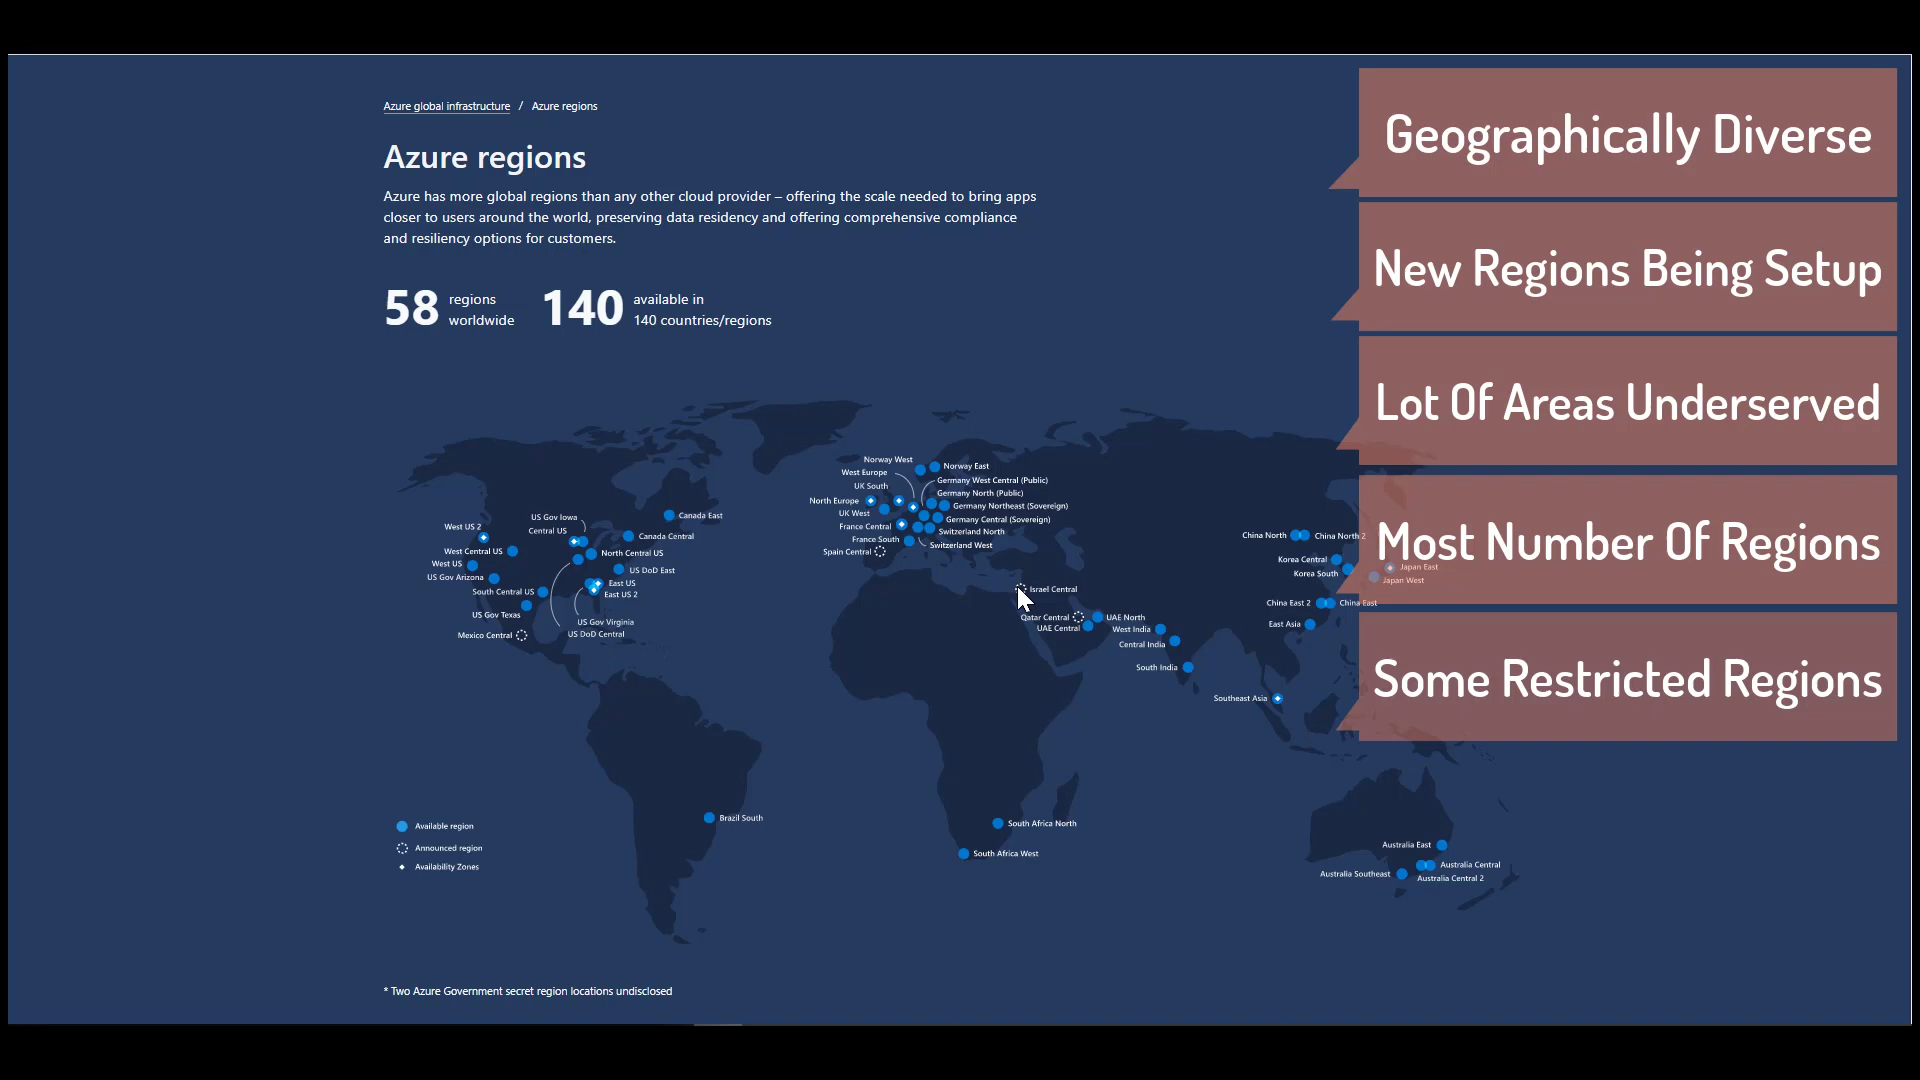 Azure global infrastructure / Azure regions
Azure regions
Azure has more global regions than any other cloud provider – offering the scale needed to bring apps
closer to users around the world, preserving data residency and offering comprehensive compliance
and resiliency options for customers.
58 regions worldwide
140 available in 140 countries/regions
Geographically Diverse
New Regions Being Setup
Lot Of Areas Underserved
Most Number Of Regions
Some Restricted Regions
West US 2
West Central US
West US
US Gov Arizona
South Central US
US Gov Texas
Mexico Central
US Gov Iowa
Central US
Canada East
Canada Central
North Central US
US DoD East
East US
East US 2
US Gov Virginia
US DoD Central
Brazil South
Norway West
West Europe
UK South
North Europe
UK West
France Central
France South
Spain Central
Norway East
Germany West Central (Public)
Germany North (Public)
Germany Northeast (Sovereign)
Germany Central (Sovereign)
Switzerland North
Switzerland West
Israel Central
Qatar Central
UAE Central
UAE North
West India
Central India
South India
Southeast Asia
China North
China North 2
Korea Central
Korea South
Japan East
Japan West
China East 2
China East
East Asia
South Africa North
South Africa West
Australia East
Australia Central
Australia Southeast
Australia Central 2
Available region
Announced region
Availability Zones
* Two Azure Government secret region locations undisclosed